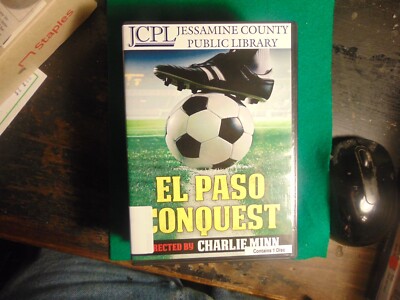 Staples
JCPL JESSAMINE COUNTY
PUBLIC LIBRARY
EL PASO
CONQUEST
DIRECTED BY CHARLIE MINN
Contains 1 Disc